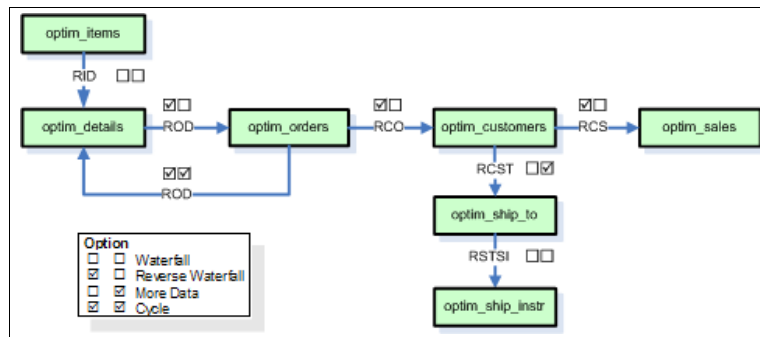 optim_items
RID
optim_details
ROD
optim_orders
RCO
optim_customers
RCS
optim_sales
ROD
RCST
optim_ship_to
RSTSI
optim_ship_instr
Option
Waterfall
Reverse Waterfall
More Data
Cycle